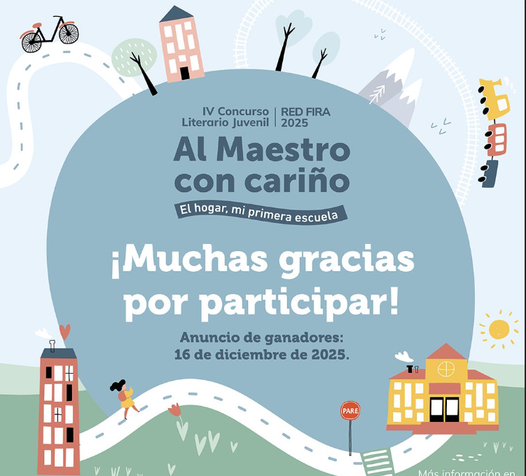 IV Concurso
Literario Juvenil
RED FIRA
2025
Al Maestro
con cariño
El hogar, mi primera escuela
¡Muchas gracias
por participar!
Anuncio de ganadores:
16 de diciembre de 2025.
PARE
Más información en